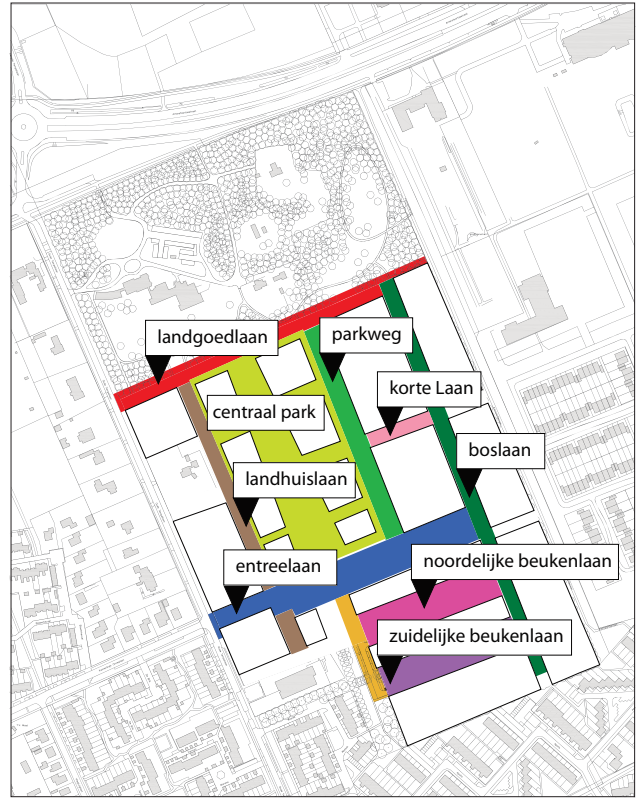 landgoedlaan
parkweg
korte Laan
centraal park
boslaan
landhuislaan
entreelaan
noordelijke beukenlaan
zuidelijke beukenlaan